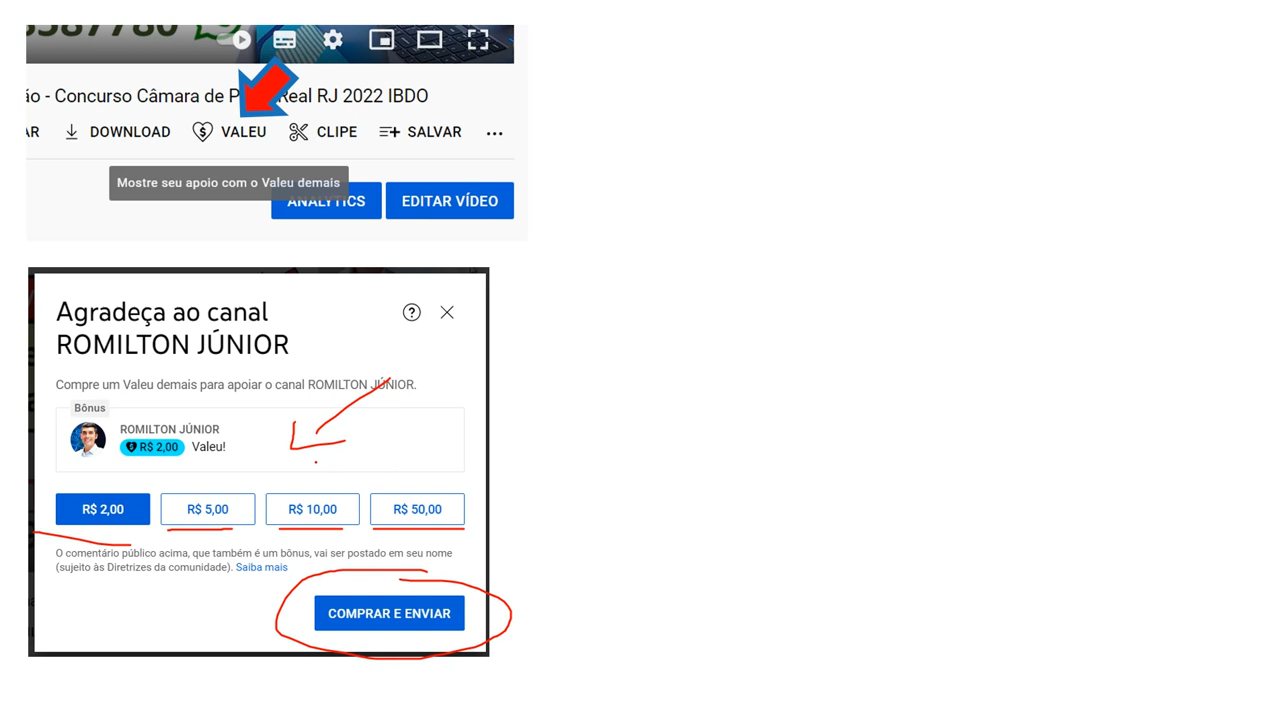 ão - Concurso Câmara de P Real RJ 2022 IBDO
AR DOWNLOAD VALEU CLIPE SALVAR ...
Mostre seu apoio com o Valeu demais
ANALYTICS EDITAR VÍDEO
Agradeça ao canal
ROMILTON JÚNIOR
Compre um Valeu demais para apoiar o canal ROMILTON JÚNIOR.
Bônus
ROMILTON JÚNIOR
R$ 2,00 Valeu!
R$ 2,00 R$ 5,00 R$ 10,00 R$ 50,00
O comentário público acima, que também é um bônus, vai ser postado em seu nome
(sujeito às Diretrizes da comunidade). Saiba mais
COMPRAR E ENVIAR